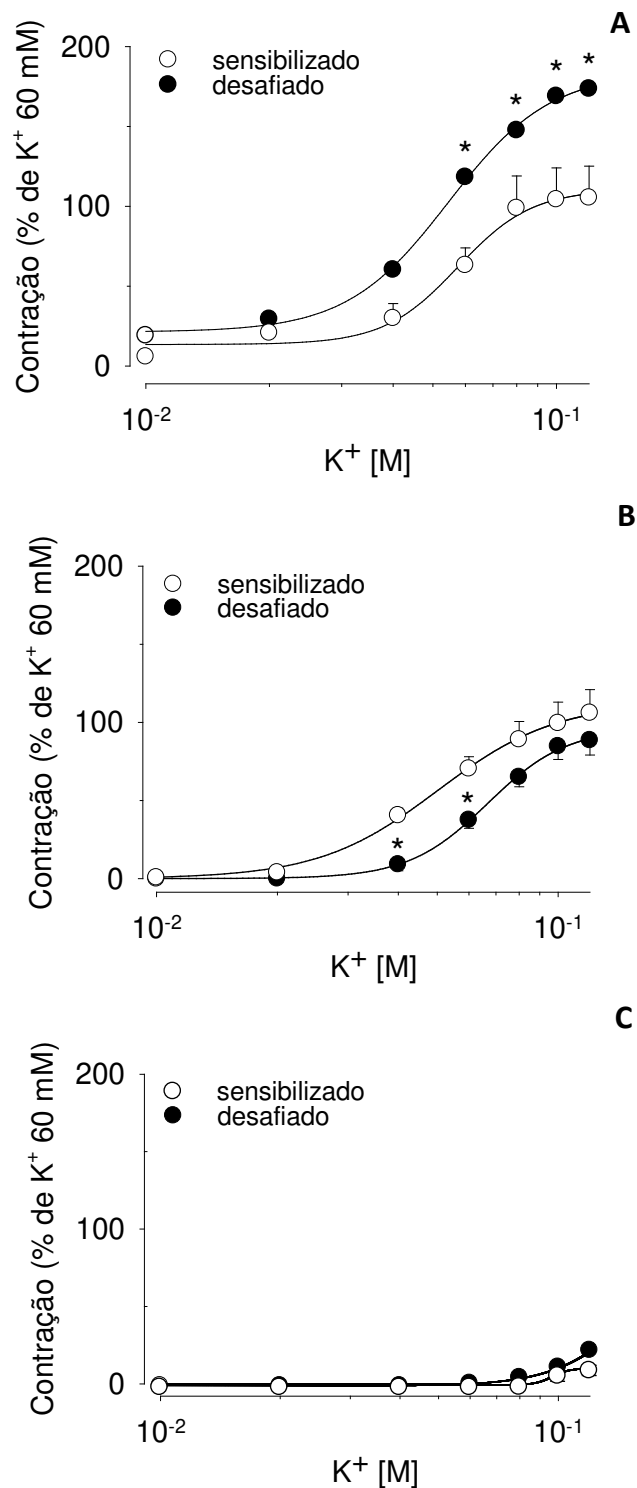 A
200
sensibilizado
desafiado
* * * * *
100
0
Contração (% de K⁺ 60 mM)
10⁻² 10⁻¹
K⁺ [M]
B
200
sensibilizado
desafiado
100
* *
0
Contração (% de K⁺ 60 mM)
10⁻² 10⁻¹
K⁺ [M]
C
200
sensibilizado
desafiado
100
0
Contração (% de K⁺ 60 mM)
10⁻² 10⁻¹
K⁺ [M]